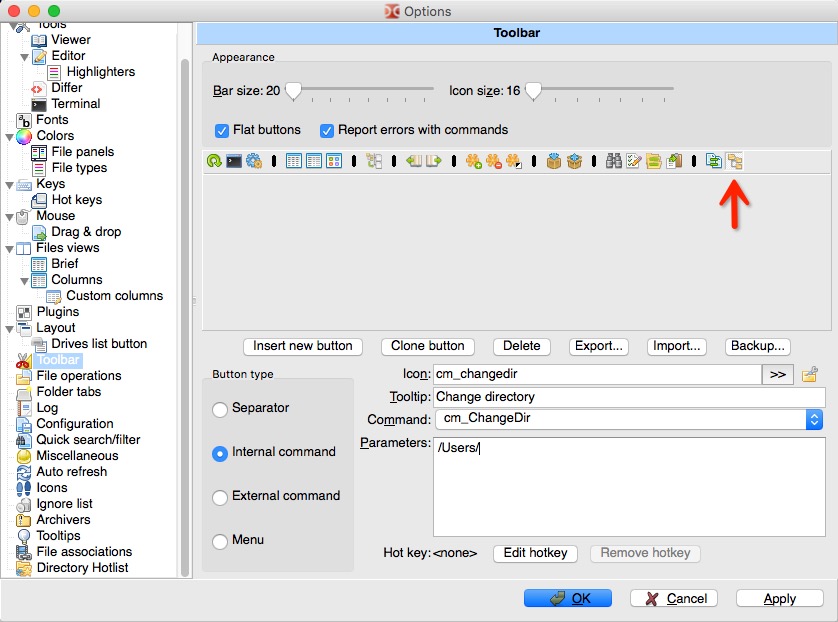 Options
Tools
Viewer
Editor
Highlighters
Differ
Terminal
Fonts
Colors
File panels
File types
Keys
Hot keys
Mouse
Drag & drop
Files views
Brief
Columns
Custom columns
Plugins
Layout
Drives list button
Toolbar
File operations
Folder tabs
Log
Configuration
Quick search/filter
Miscellaneous
Auto refresh
Icons
Ignore list
Archivers
Tooltips
File associations
Directory Hotlist
Toolbar
Appearance
Bar size: 20 Icon size: 16
Flat buttons Report errors with commands
Insert new button Clone button Delete Export... Import... Backup...
Button type
Separator
Internal command
External command
Menu
Icon: cm_changedir >>
Tooltip: Change directory
Command: cm_ChangeDir
Parameters: /Users/
Hot key: <none> Edit hotkey Remove hotkey
OK Cancel Apply